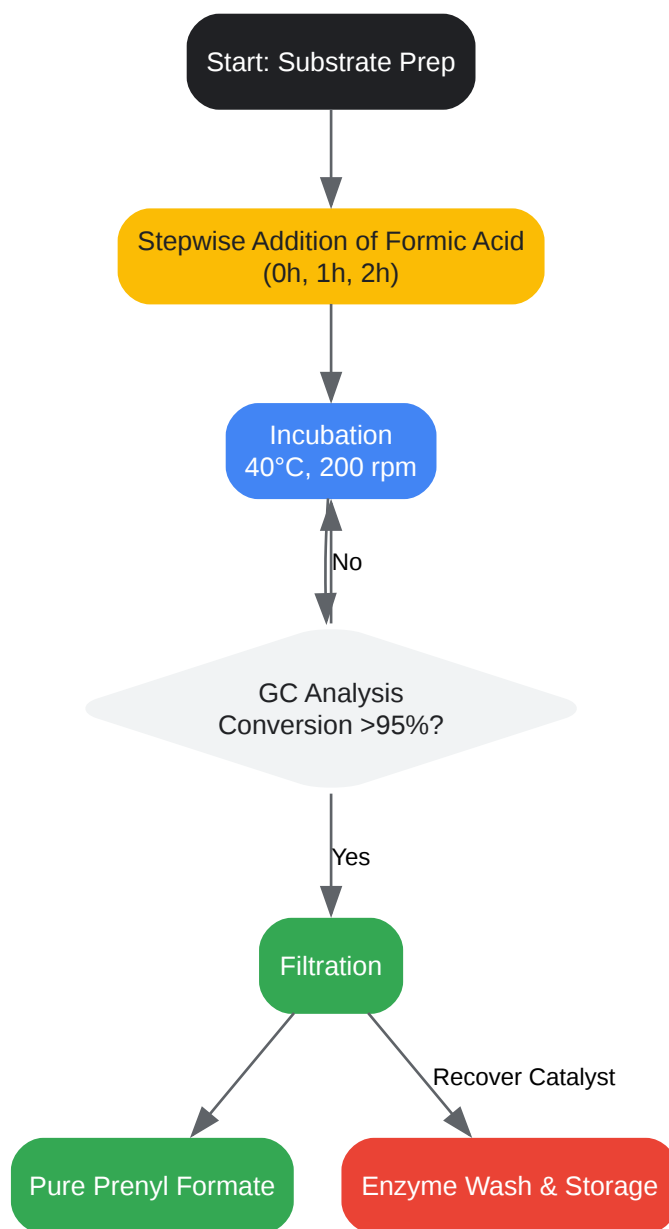 Start: Substrate Prep
Stepwise Addition of Formic Acid
(0h, 1h, 2h)
Incubation
40°C, 200 rpm
No
GC Analysis
Conversion >95%?
Yes
Filtration
Recover Catalyst
Pure Prenyl Formate
Enzyme Wash & Storage